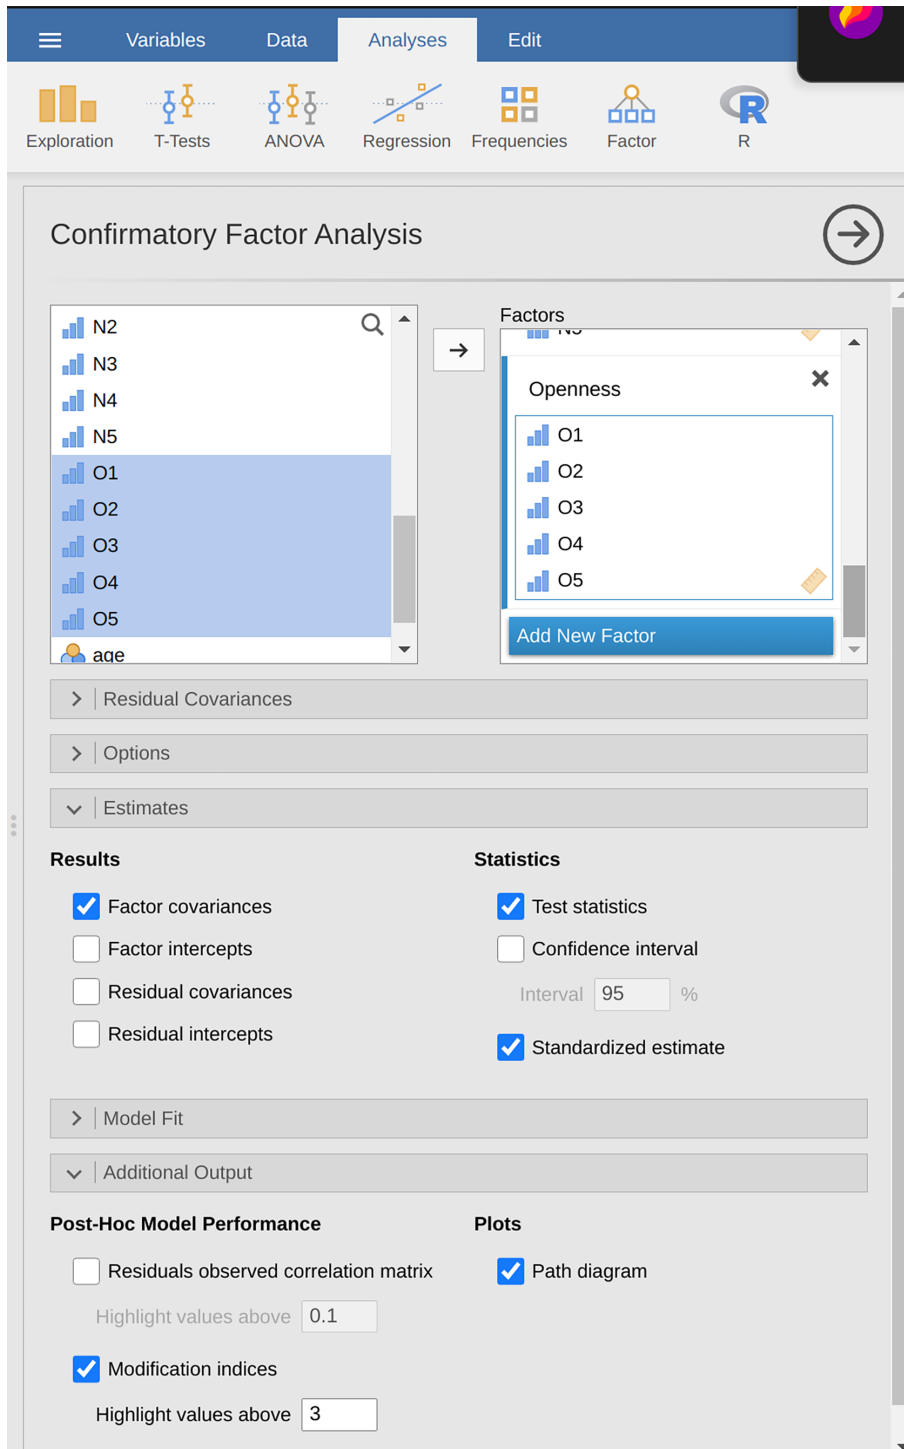 Variables Data Analyses Edit
Exploration T-Tests ANOVA Regression Frequencies Factor R
Confirmatory Factor Analysis
N2
N3
N4
N5
O1
O2
O3
O4
O5
age
Factors
Openness
O1
O2
O3
O4
O5
Add New Factor
Residual Covariances
Options
Estimates
Results
Factor covariances
Factor intercepts
Residual covariances
Residual intercepts
Statistics
Test statistics
Confidence interval
Interval 95 %
Standardized estimate
Model Fit
Additional Output
Post-Hoc Model Performance
Residuals observed correlation matrix
Highlight values above 0.1
Modification indices
Highlight values above 3
Plots
Path diagram